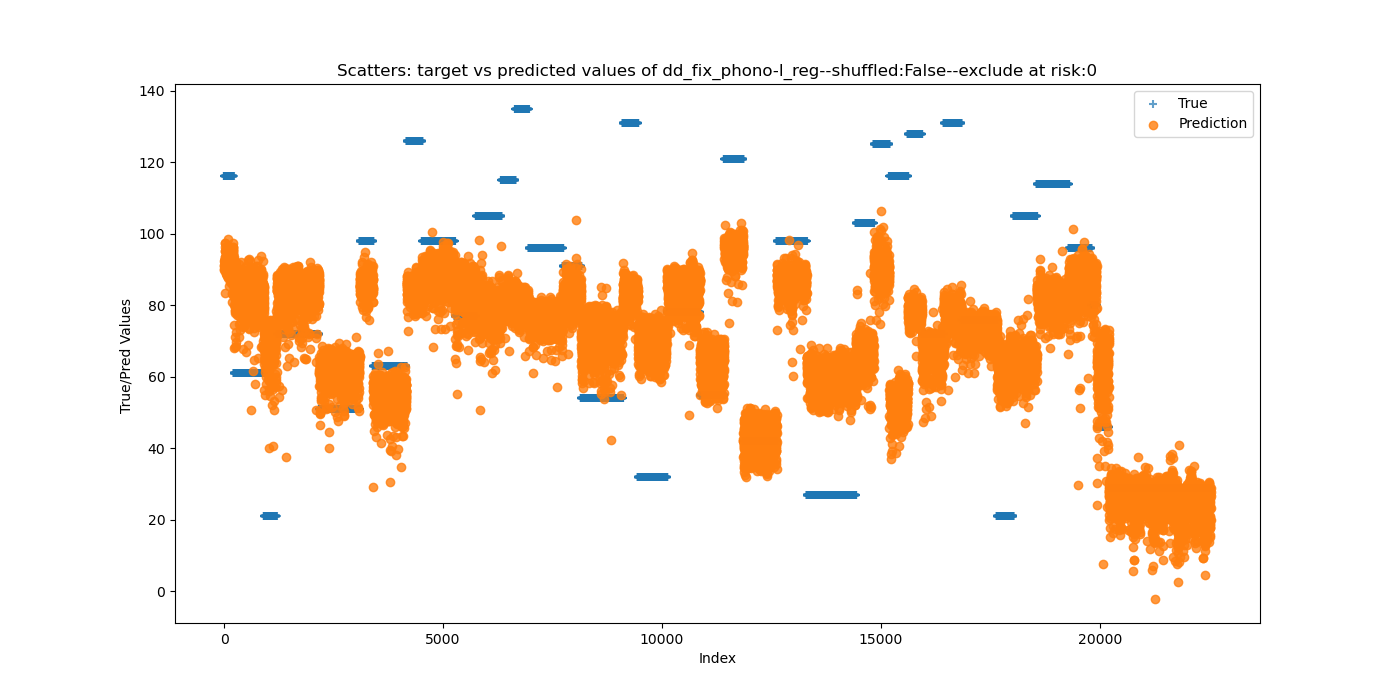 Scatters: target vs predicted values of dd_fix_phono-l_reg--shuffled:False--exclude at risk:0
True
Prediction
True/Pred Values
140
120
100
80
60
40
20
0
0
5000
10000
15000
20000
Index